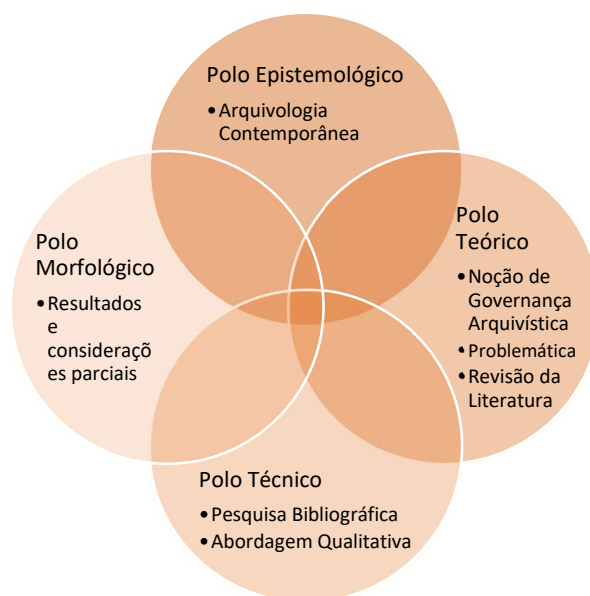 Polo Epistemológico
•Arquivologia
Contemporânea
Polo
Morfológico
•Resultados
e
consideraçõ
es parciais
Polo
Teórico
•Noção de
Governança
Arquivística
•Problemática
•Revisão da
Literatura
Polo Técnico
•Pesquisa Bibliográfica
•Abordagem Qualitativa